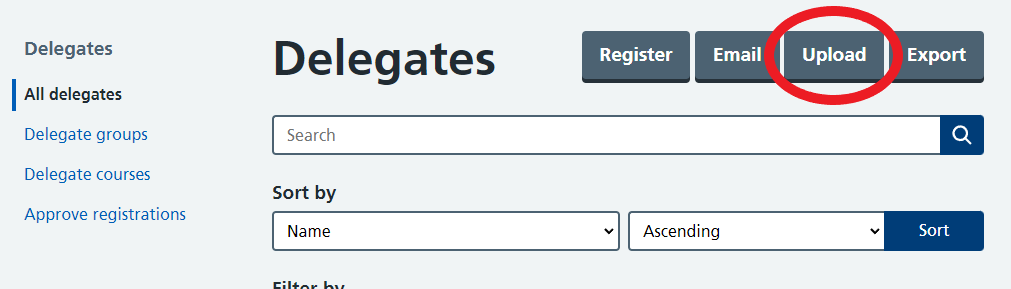 Delegates
All delegates
Delegate groups
Delegate courses
Approve registrations
Delegates
Register
Email
Upload
Export
Search
Sort by
Name
Ascending
Sort
Filter by